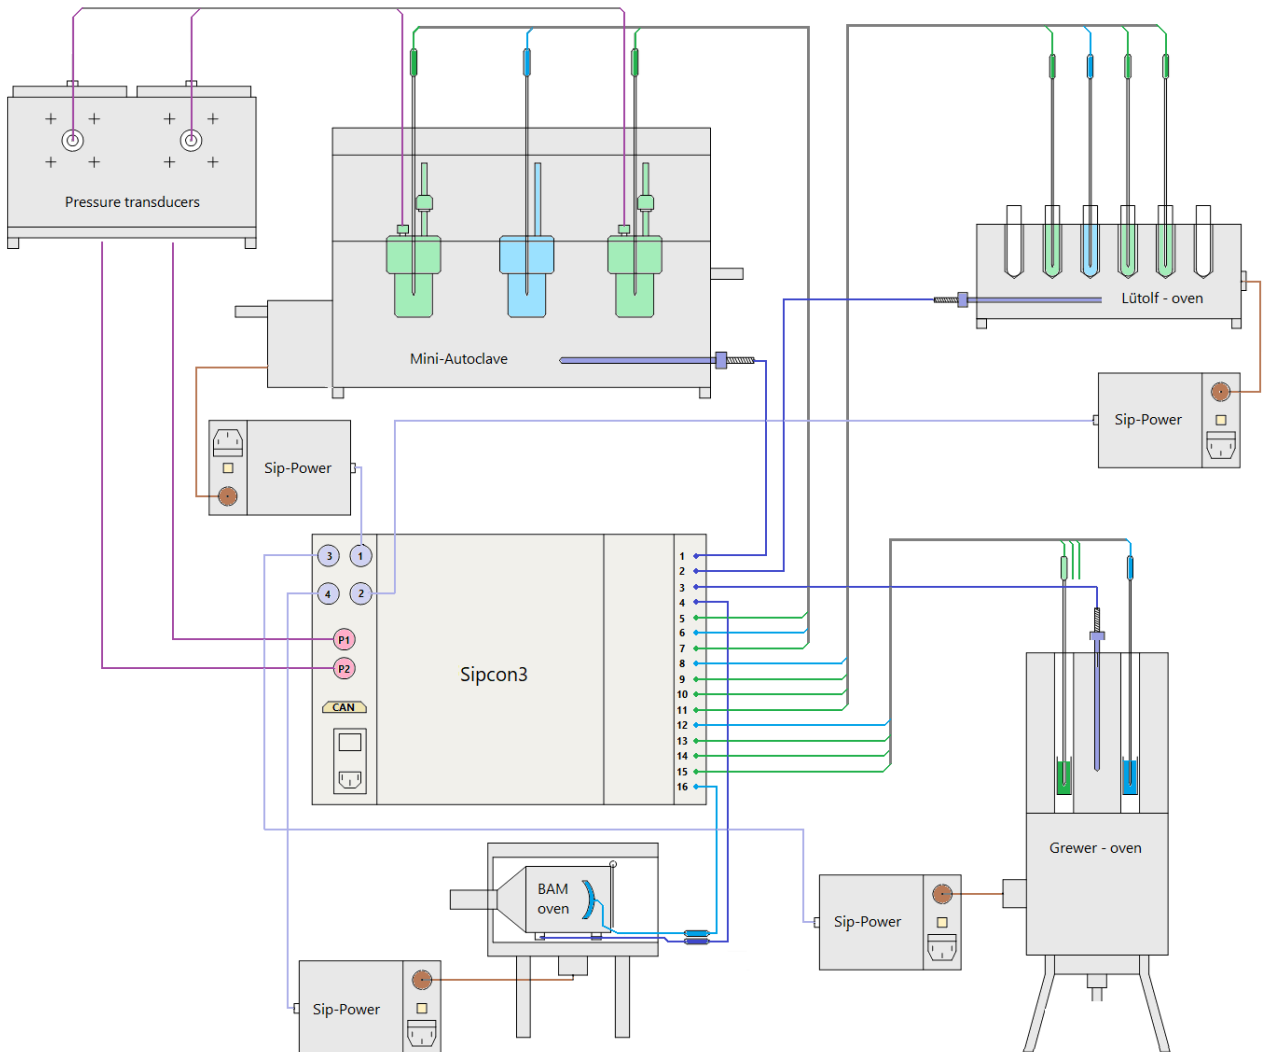 Pressure transducers
Mini-Autoclave
Lütolf - oven
Sip-Power
Sip-Power
3
1
4
2
P1
P2
CAN
Sipcon3
1
2
3
4
5
6
7
8
9
10
11
12
13
14
15
16
Grewer - oven
BAM
oven
Sip-Power
Sip-Power